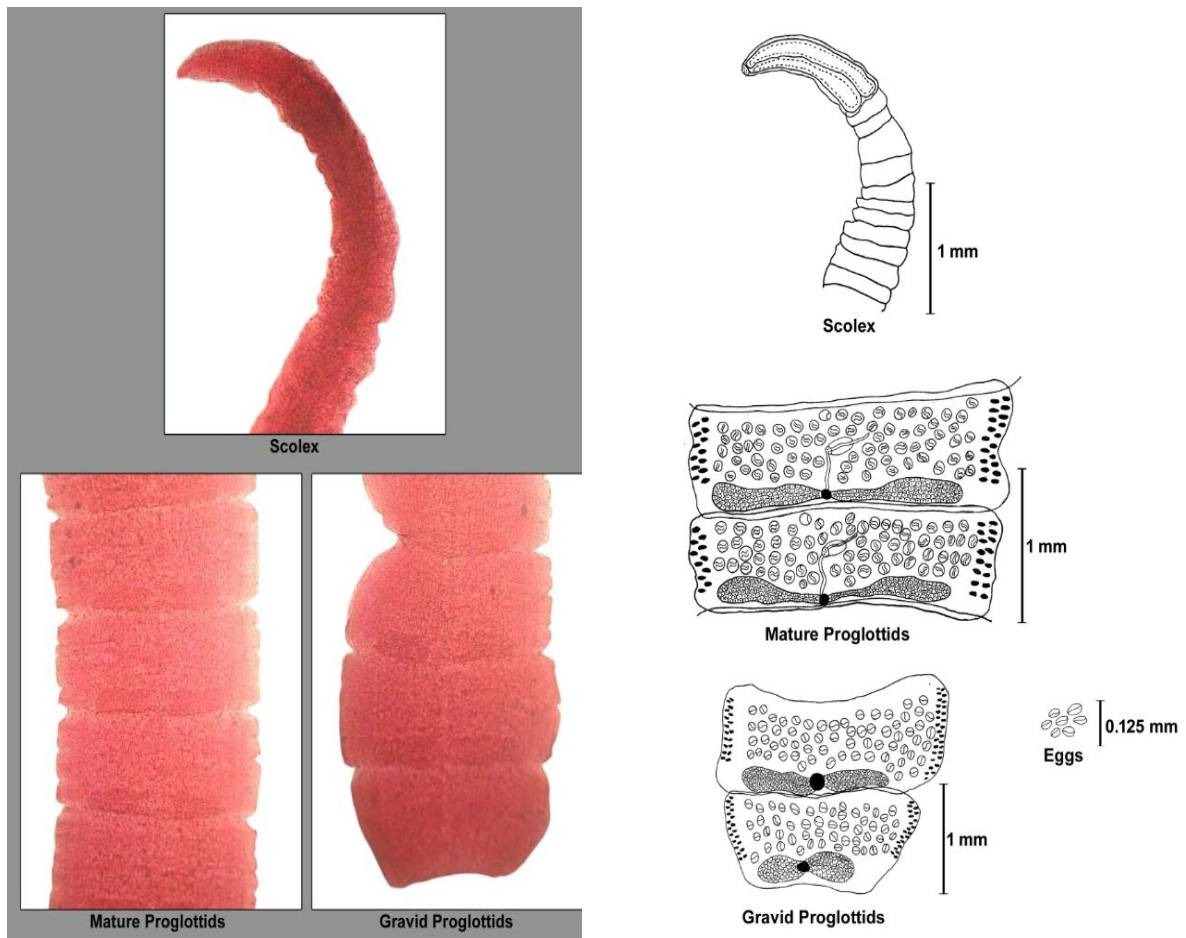 Scolex
Mature Proglottids
Gravid Proglottids
1 mm
Scolex
1 mm
Mature Proglottids
0.125 mm
Eggs
1 mm
Gravid Proglottids